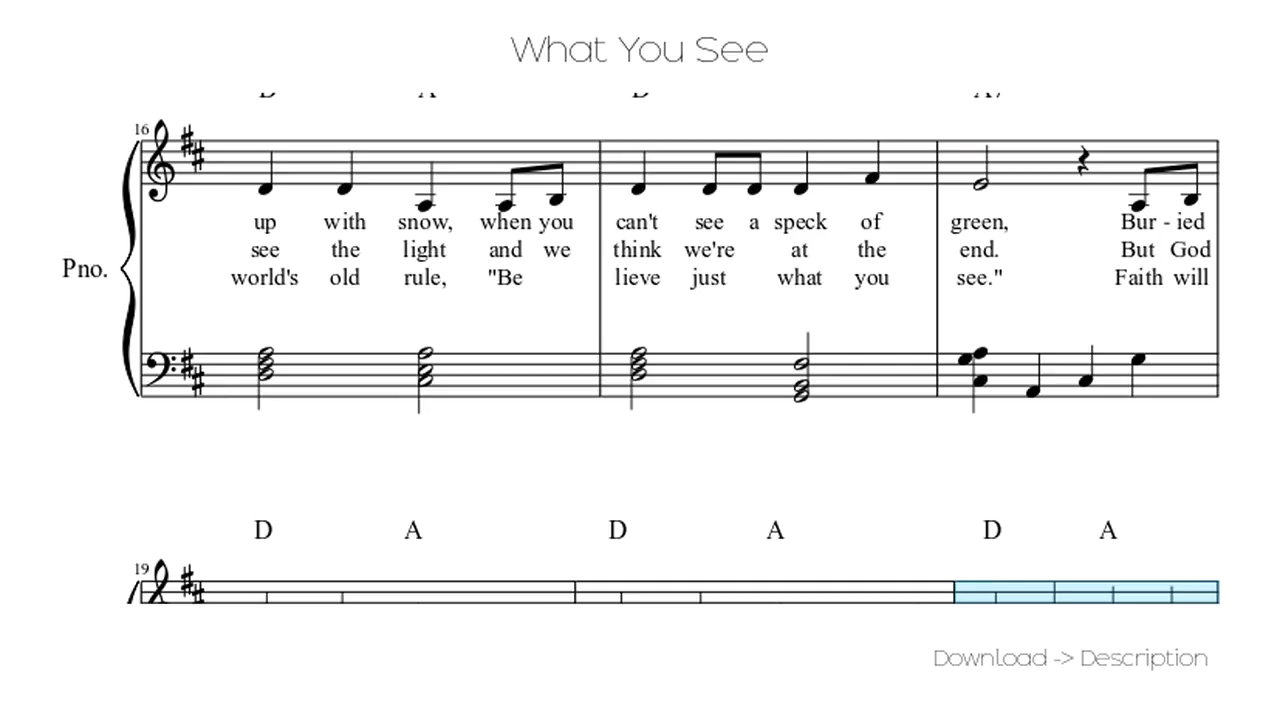 What You See
16
up with snow, when you can't see a speck of green, Bur - ied
see the light and we think we're at the end. But God
Pno.
world's old rule, "Be lieve just what you see." Faith will
D A D A D A
19
Download -> Description